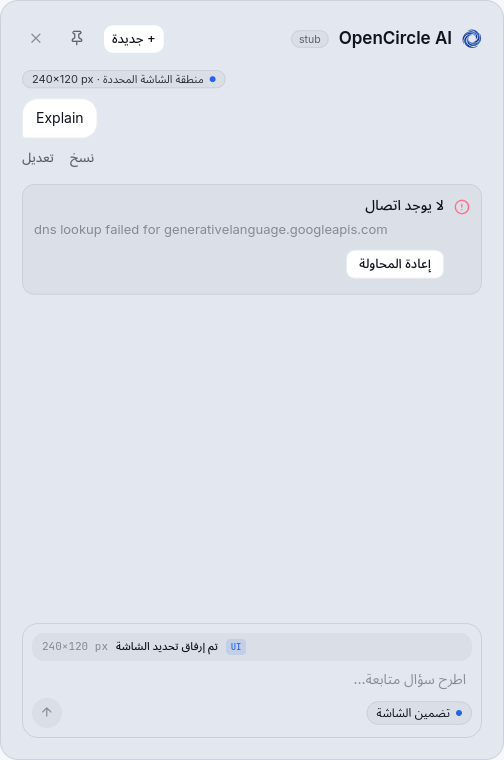 OpenCircle AI
stub
+ جديدة
منطقة الشاشة المحددة · 240×120 px
Explain
نسخ
تعديل
لا يوجد اتصال
dns lookup failed for generativelanguage.googleapis.com
إعادة المحاولة
UI تم إرفاق تحديد الشاشة 240×120 px
اطرح سؤال متابعة...
تضمين الشاشة